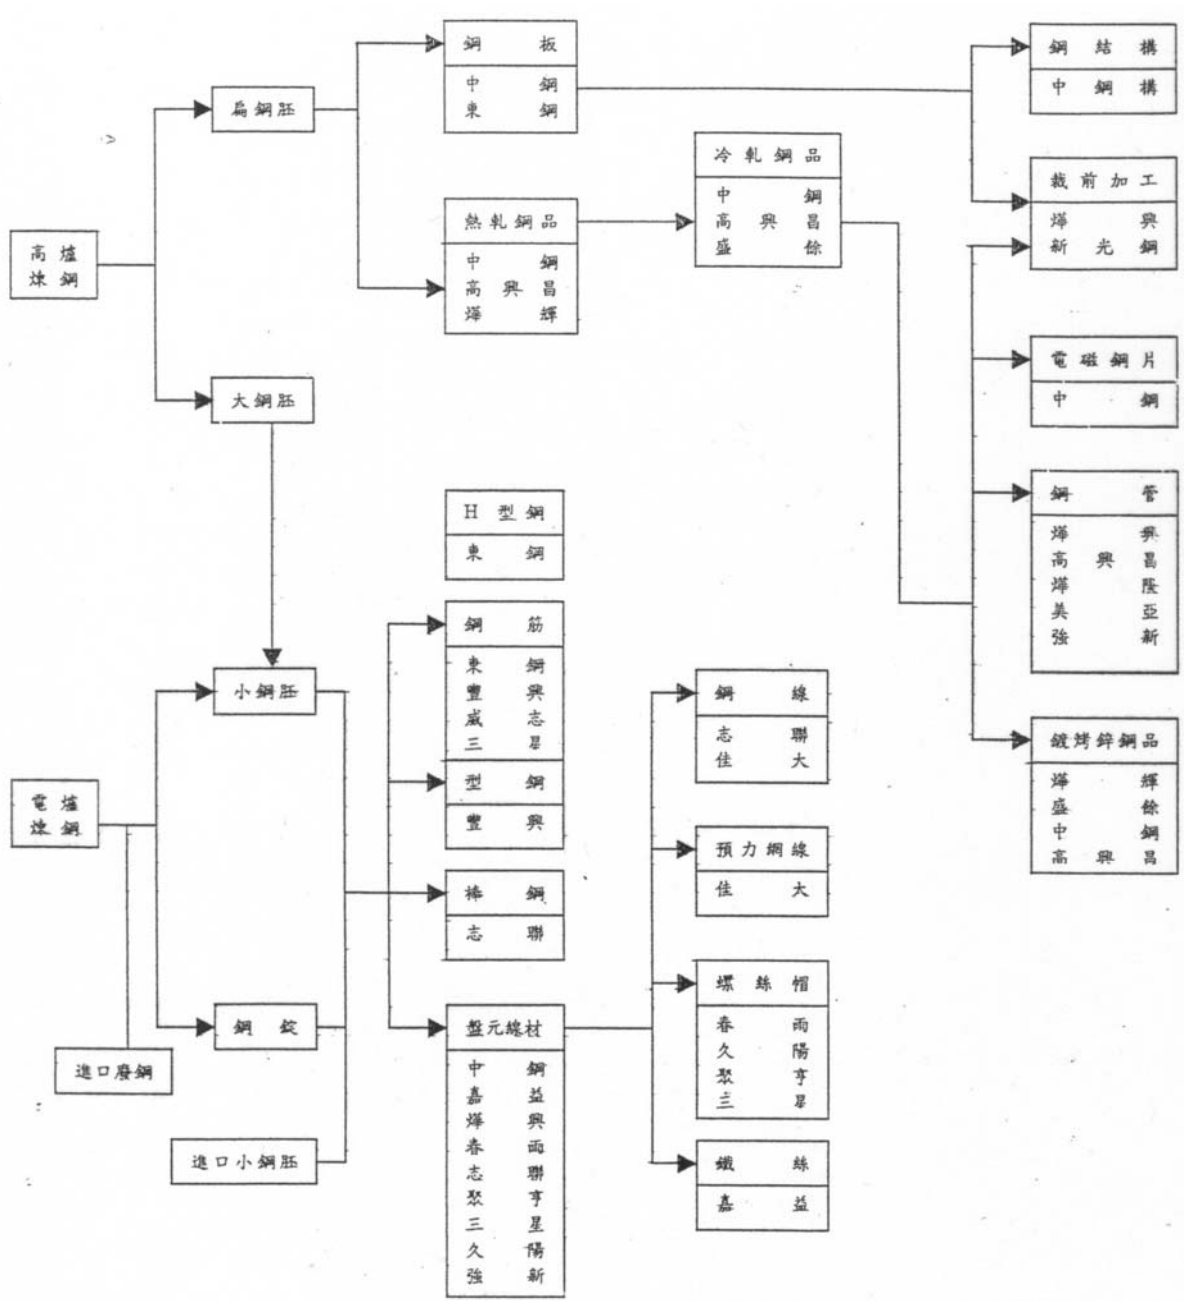 高爐
煉鋼
扁鋼胚
大鋼胚
鋼板
中鋼
東鋼
熱軋鋼品
中鋼
高興昌
燁輝
冷軋鋼品
中鋼
高興昌
盛餘
鋼結構
中鋼構
裁前加工
燁興
新光鋼
電磁鋼片
中鋼
鋼管
燁興
高興昌
燁隆
美亞
強新
鍍烤鋅鋼品
燁輝
盛餘
中鋼
高興昌
電爐
煉鋼
進口廢鋼
小鋼胚
鋼錠
進口小鋼胚
H型鋼
東鋼
鋼筋
東鋼
豐興
威志
三星
型鋼
豐興
棒鋼
志聯
盤元線材
中鋼
嘉益
燁興
春雨
志聯
聚亨
三星
久陽
強新
鋼線
志聯
佳大
預力鋼線
佳大
螺絲帽
春雨
久陽
聚亨
三星
鐵絲
嘉益